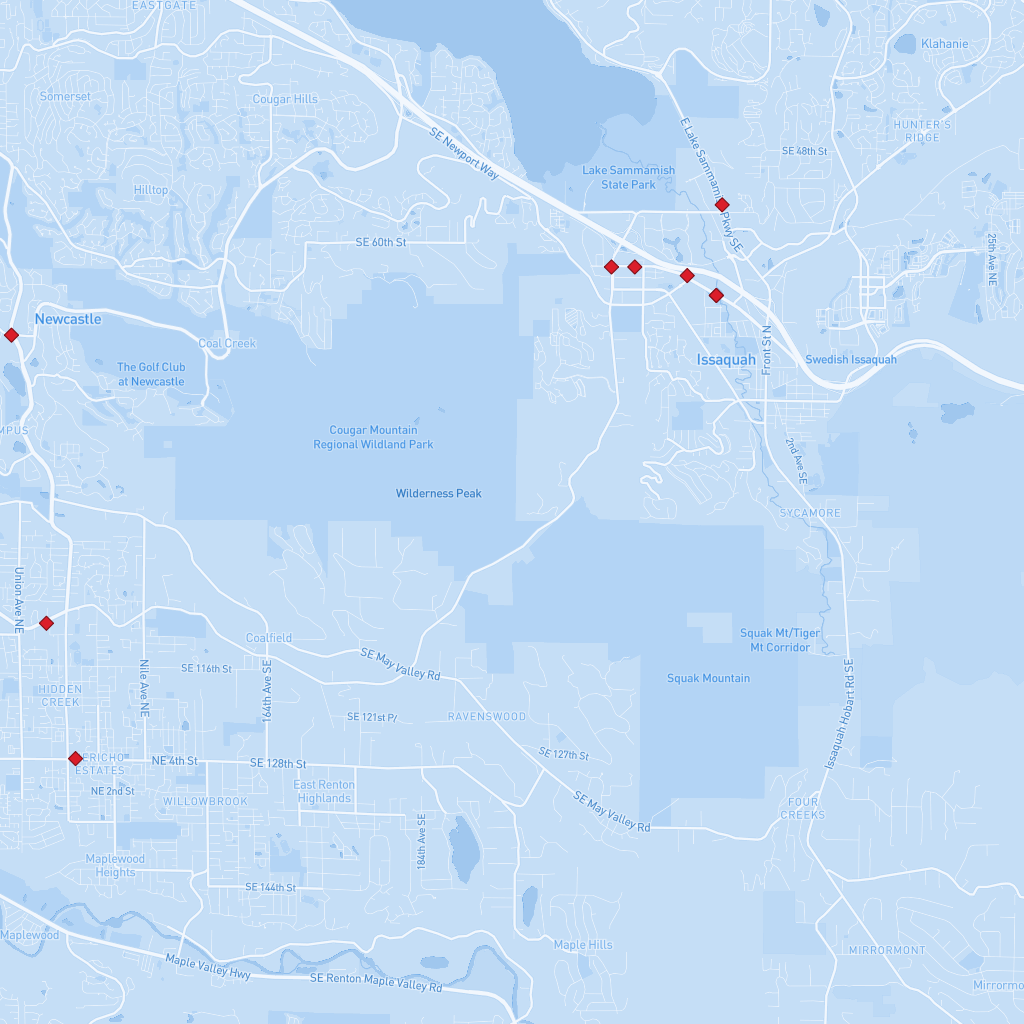 EASTGATE
Klahanie
Somerset
Cougar Hills
HUNTER'S
RIDGE
SE Newport Way
E Lake Sammamish Pkwy SE
SE 48th St
Lake Sammamish
State Park
Hilltop
SE 60th St
25th Ave NE
Newcastle
Coal Creek
Front St N
Issaquah
Swedish Issaquah
The Golf Club
at Newcastle
Cougar Mountain
Regional Wildland Park
2nd Ave SE
Wilderness Peak
SYCAMORE
Union Ave NE
Coalfield
Squak Mt/Tiger
Mt Corridor
SE May Valley Rd
SE 116th St
Nile Ave NE
164th Ave SE
Squak Mountain
HIDDEN
CREEK
SE 121st Pl
RAVENSWOOD
Issaquah Hobart Rd SE
ESTATES
NE 4th St
SE 128th St
SE 127th St
NE 2nd St
WILLOWBROOK
East Renton
Highlands
SE May Valley Rd
FOUR
CREEKS
184th Ave SE
Maplewood
Heights
SE 144th St
Maplewood
Maple Hills
MIRRORMONT
Maple Valley Hwy
SE Renton Maple Valley Rd